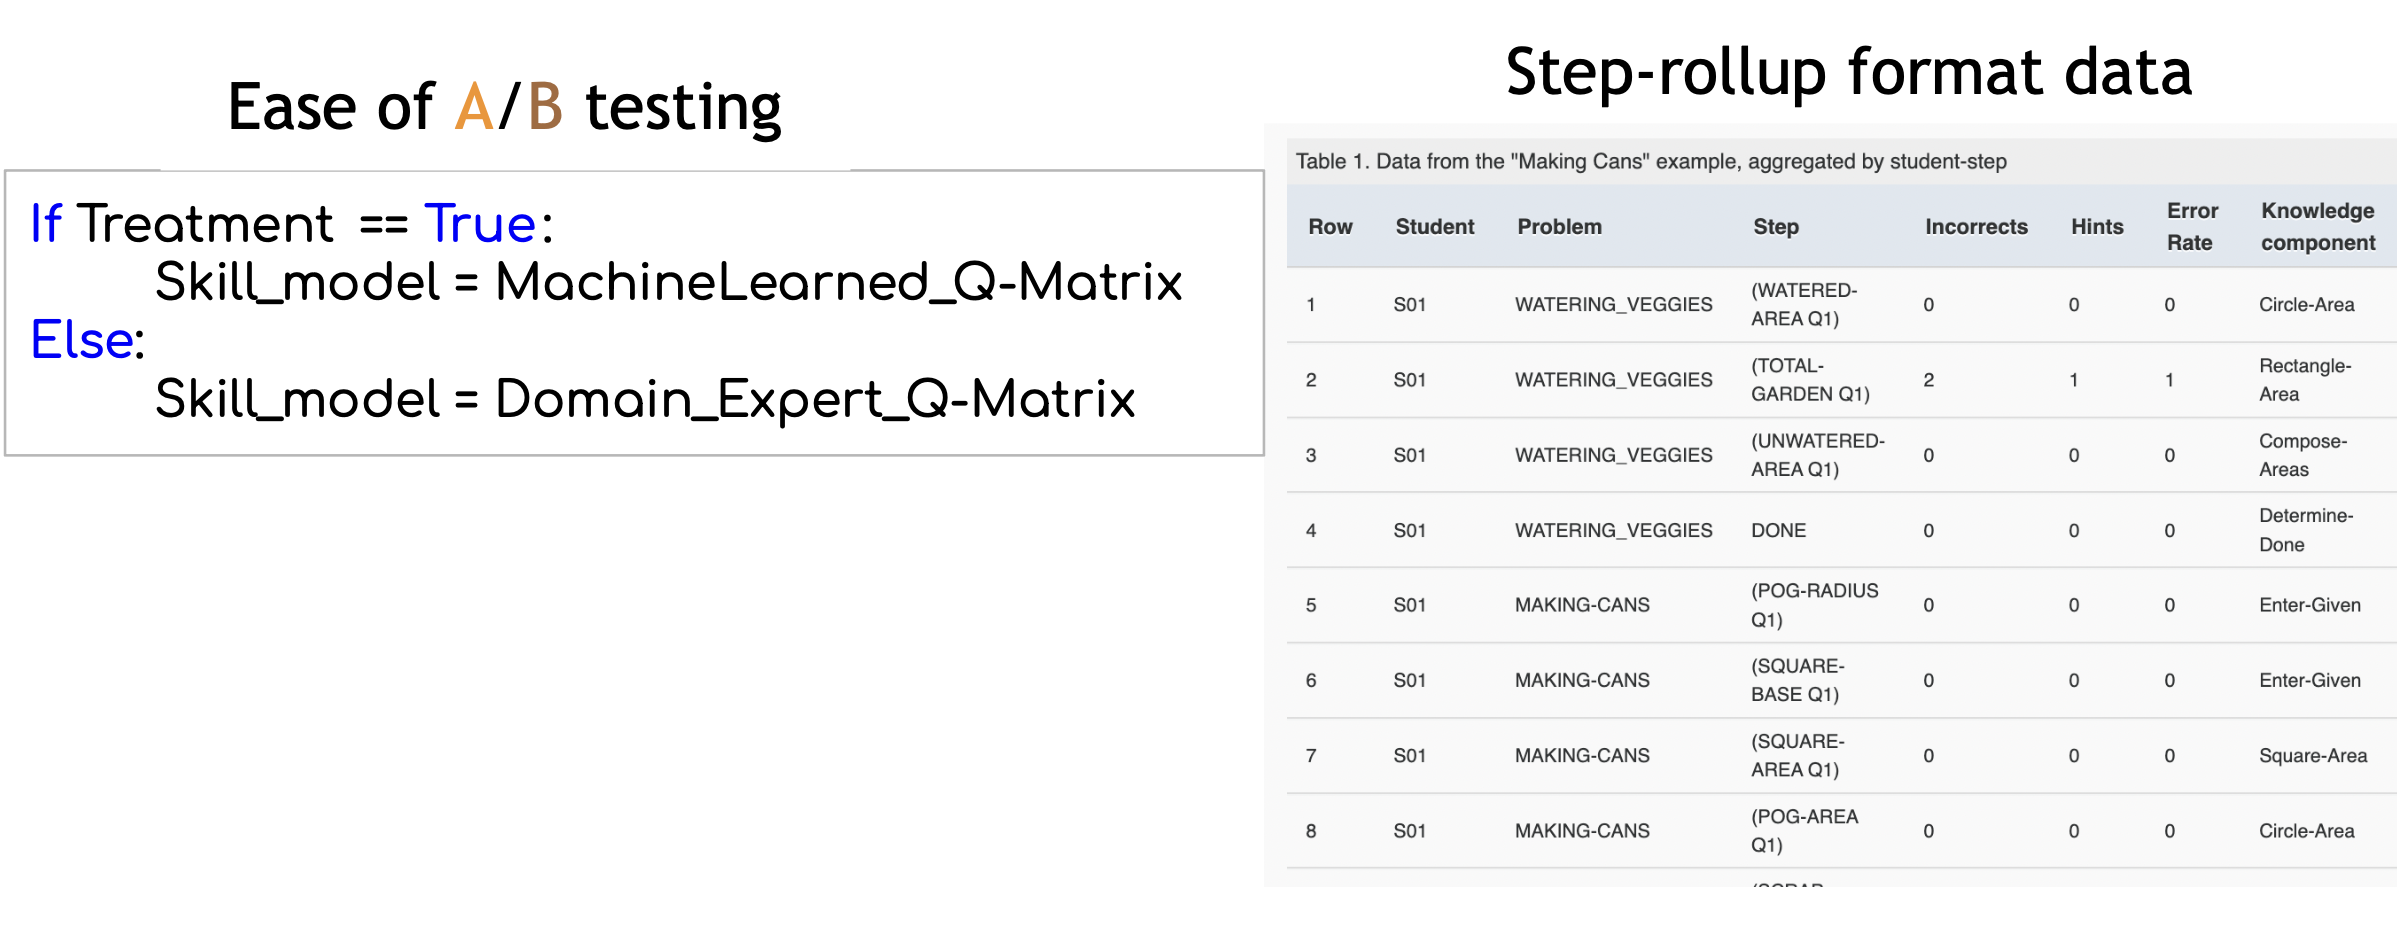 Ease of A/B testing
If Treatment == True:
Skill_model = MachineLearned_Q-Matrix
Else:
Skill_model = Domain_Expert_Q-Matrix
Step-rollup format data
Table 1. Data from the "Making Cans" example, aggregated by student-step
Row Student Problem Step Incorrects Hints Error Rate Knowledge component
1 S01 WATERING_VEGGIES (WATERED-AREA Q1) 0 0 0 Circle-Area
2 S01 WATERING_VEGGIES (TOTAL-GARDEN Q1) 2 1 1 Rectangle-Area
3 S01 WATERING_VEGGIES (UNWATERED-AREA Q1) 0 0 0 Compose-Areas
4 S01 WATERING_VEGGIES DONE 0 0 0 Determine-Done
5 S01 MAKING-CANS (POG-RADIUS Q1) 0 0 0 Enter-Given
6 S01 MAKING-CANS (SQUARE-BASE Q1) 0 0 0 Enter-Given
7 S01 MAKING-CANS (SQUARE-AREA Q1) 0 0 0 Square-Area
8 S01 MAKING-CANS (POG-AREA Q1) 0 0 0 Circle-Area